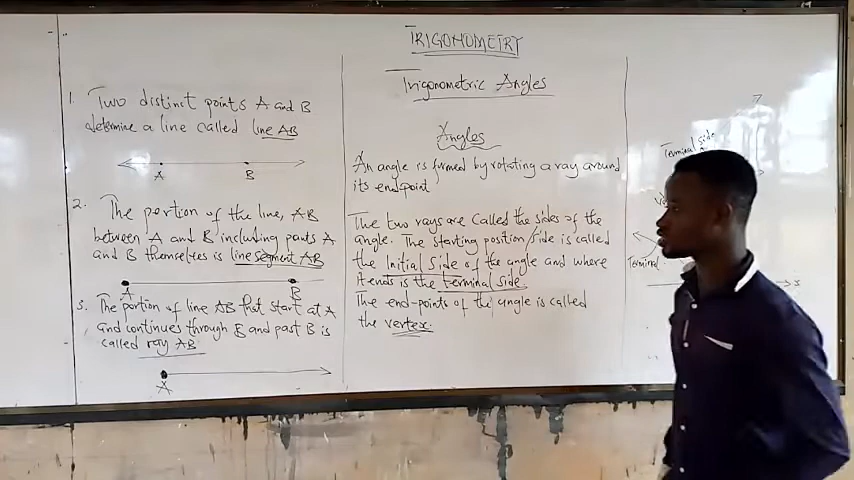 TRIGONOMETRY
Trigonometric Angles
1. Two distinct points A and B
determine a line called line AB
A B
2. The portion of the line, AB
between A and B including points A
and B themselves is line segment AB
A B
3. The portion of line AB that start at A
and continues through B and past B is
called ray AB
A
Angles
An angle is formed by rotating a ray around
its endpoint
The two rays are called the sides of the
angle. The starting position/side is called
the Initial side of the angle and where
it ends is the terminal side.
The end-points of the angle is called
the vertex.
Terminal side
Terminal